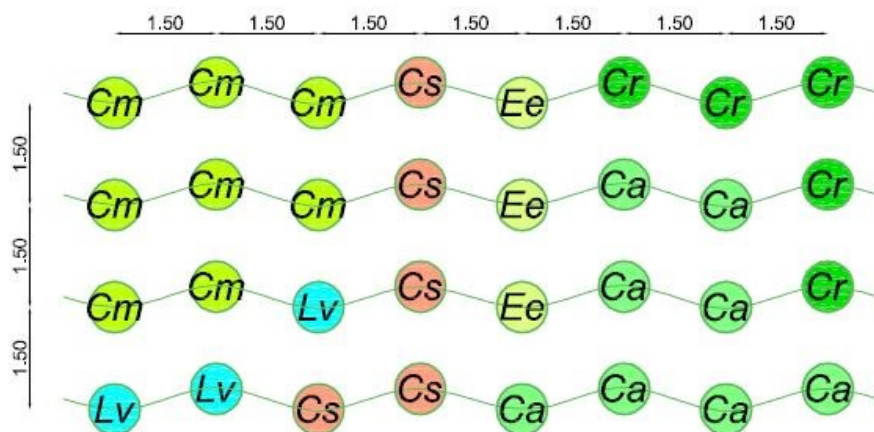 1.50 1.50 1.50 1.50 1.50 1.50 1.50
Cm Cm Cm Cs Ee Cr Cr Cr
1.50
Cm Cm Cm Cs Ee Ca Ca Cr
1.50
Cm Cm Lv Cs Ee Ca Ca Cr
1.50
Lv Lv Cs Cs Ca Ca Ca Ca